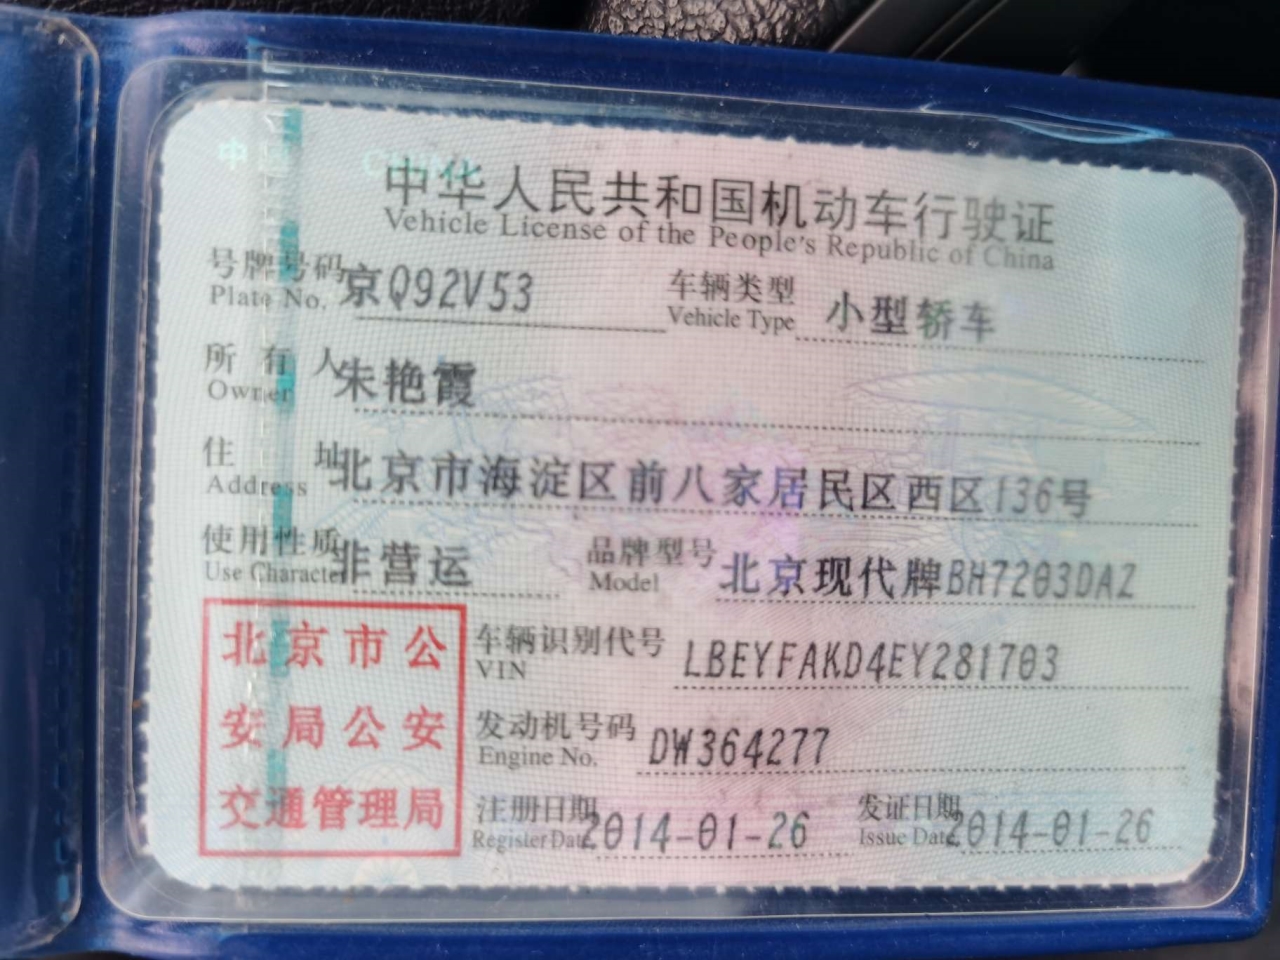 中国 CHINA
中华人民共和国机动车行驶证
Vehicle License of the People's Republic of China
号牌号码 京Q92V53 车辆类型 小型轿车
Plate No. Vehicle Type
所有人 朱艳霞
Owner
住址 北京市海淀区前八家居民区西区136号
Address
使用性质 非营运 品牌型号 北京现代牌BH7203DAZ
Use Character Model
北京市公
安局公安
交通管理局
车辆识别代号 LBEYFAKD4EY281703
VIN
发动机号码 DW364277
Engine No.
注册日期 2014-01-26 发证日期 2014-01-26
Register Date Issue Date